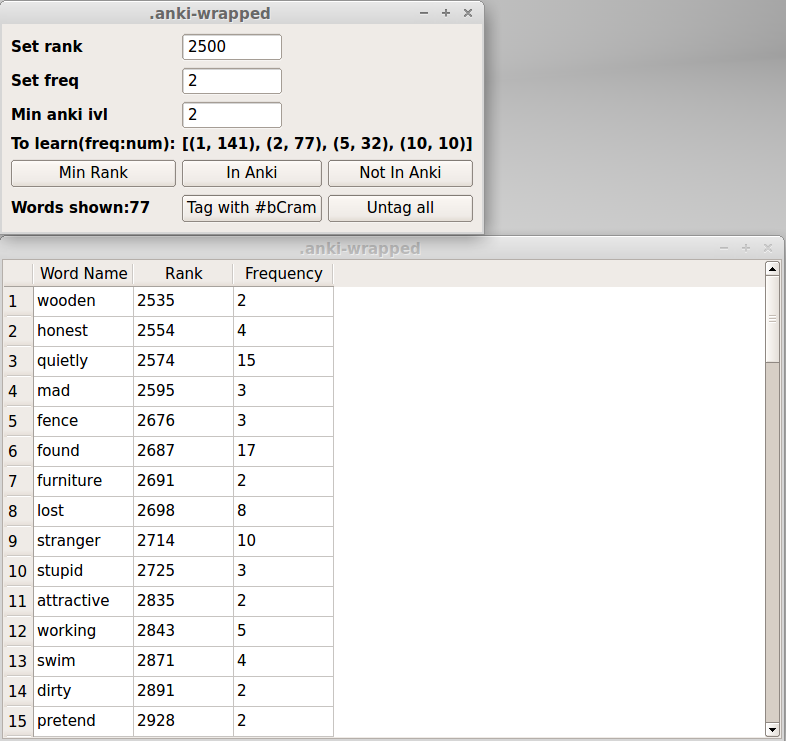 .anki-wrapped
Set rank 2500
Set freq 2
Min anki ivl 2
To learn(freq:num): [(1, 141), (2, 77), (5, 32), (10, 10)]
Min Rank In Anki Not In Anki
Words shown:77 Tag with #bCram Untag all
.anki-wrapped
Word Name Rank Frequency
1 wooden 2535 2
2 honest 2554 4
3 quietly 2574 15
4 mad 2595 3
5 fence 2676 3
6 found 2687 17
7 furniture 2691 2
8 lost 2698 8
9 stranger 2714 10
10 stupid 2725 3
11 attractive 2835 2
12 working 2843 5
13 swim 2871 4
14 dirty 2891 2
15 pretend 2928 2